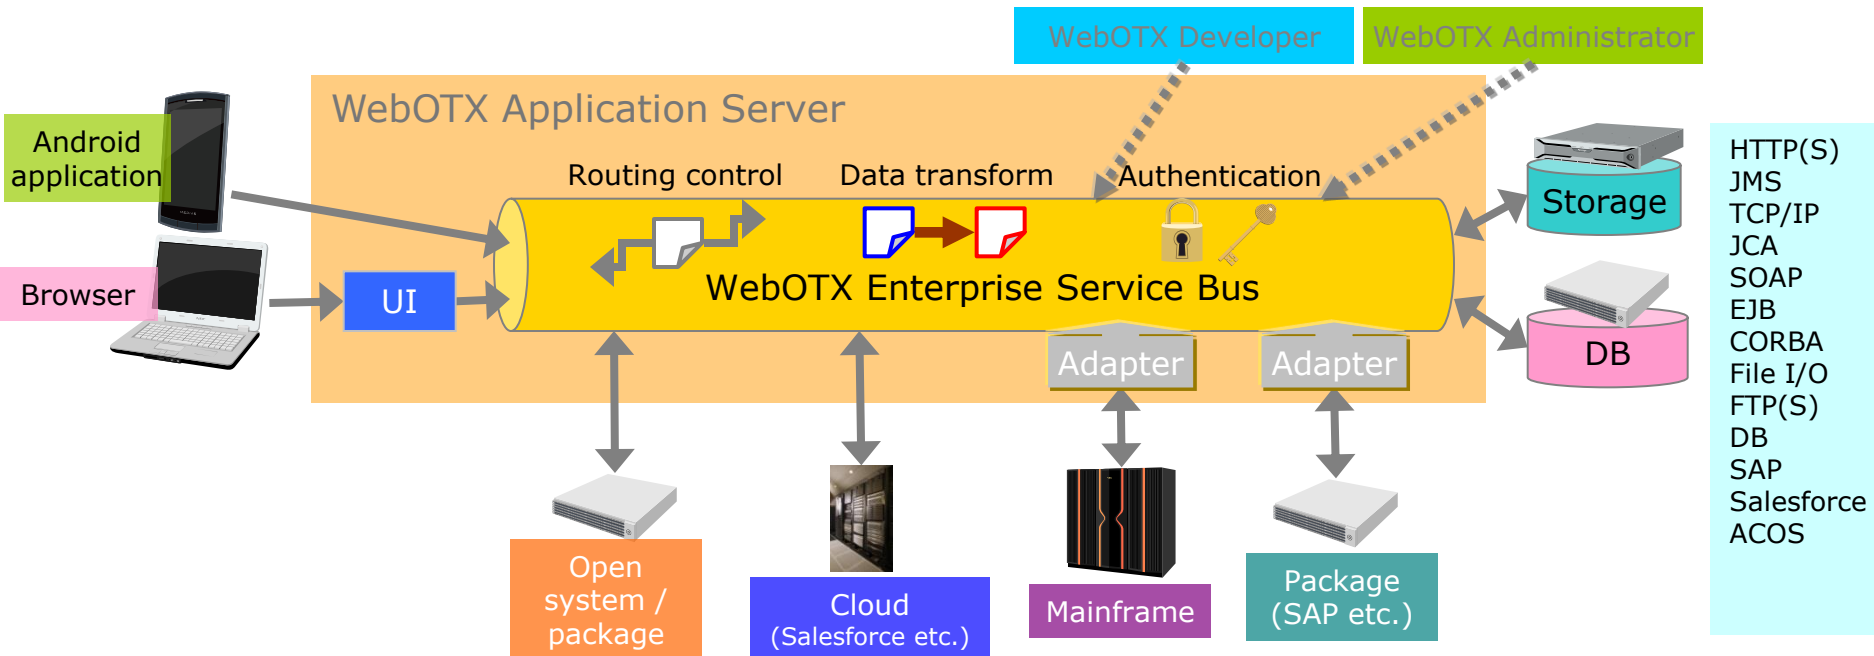 WebOTX Developer
WebOTX Administrator
WebOTX Application Server
Android
application
Routing control
Data transform
Authentication
Browser
UI
WebOTX Enterprise Service Bus
Adapter
Adapter
Storage
DB
Open
system /
package
Cloud
(Salesforce etc.)
Mainframe
Package
(SAP etc.)
HTTP(S)
JMS
TCP/IP
JCA
SOAP
EJB
CORBA
File I/O
FTP(S)
DB
SAP
Salesforce
ACOS